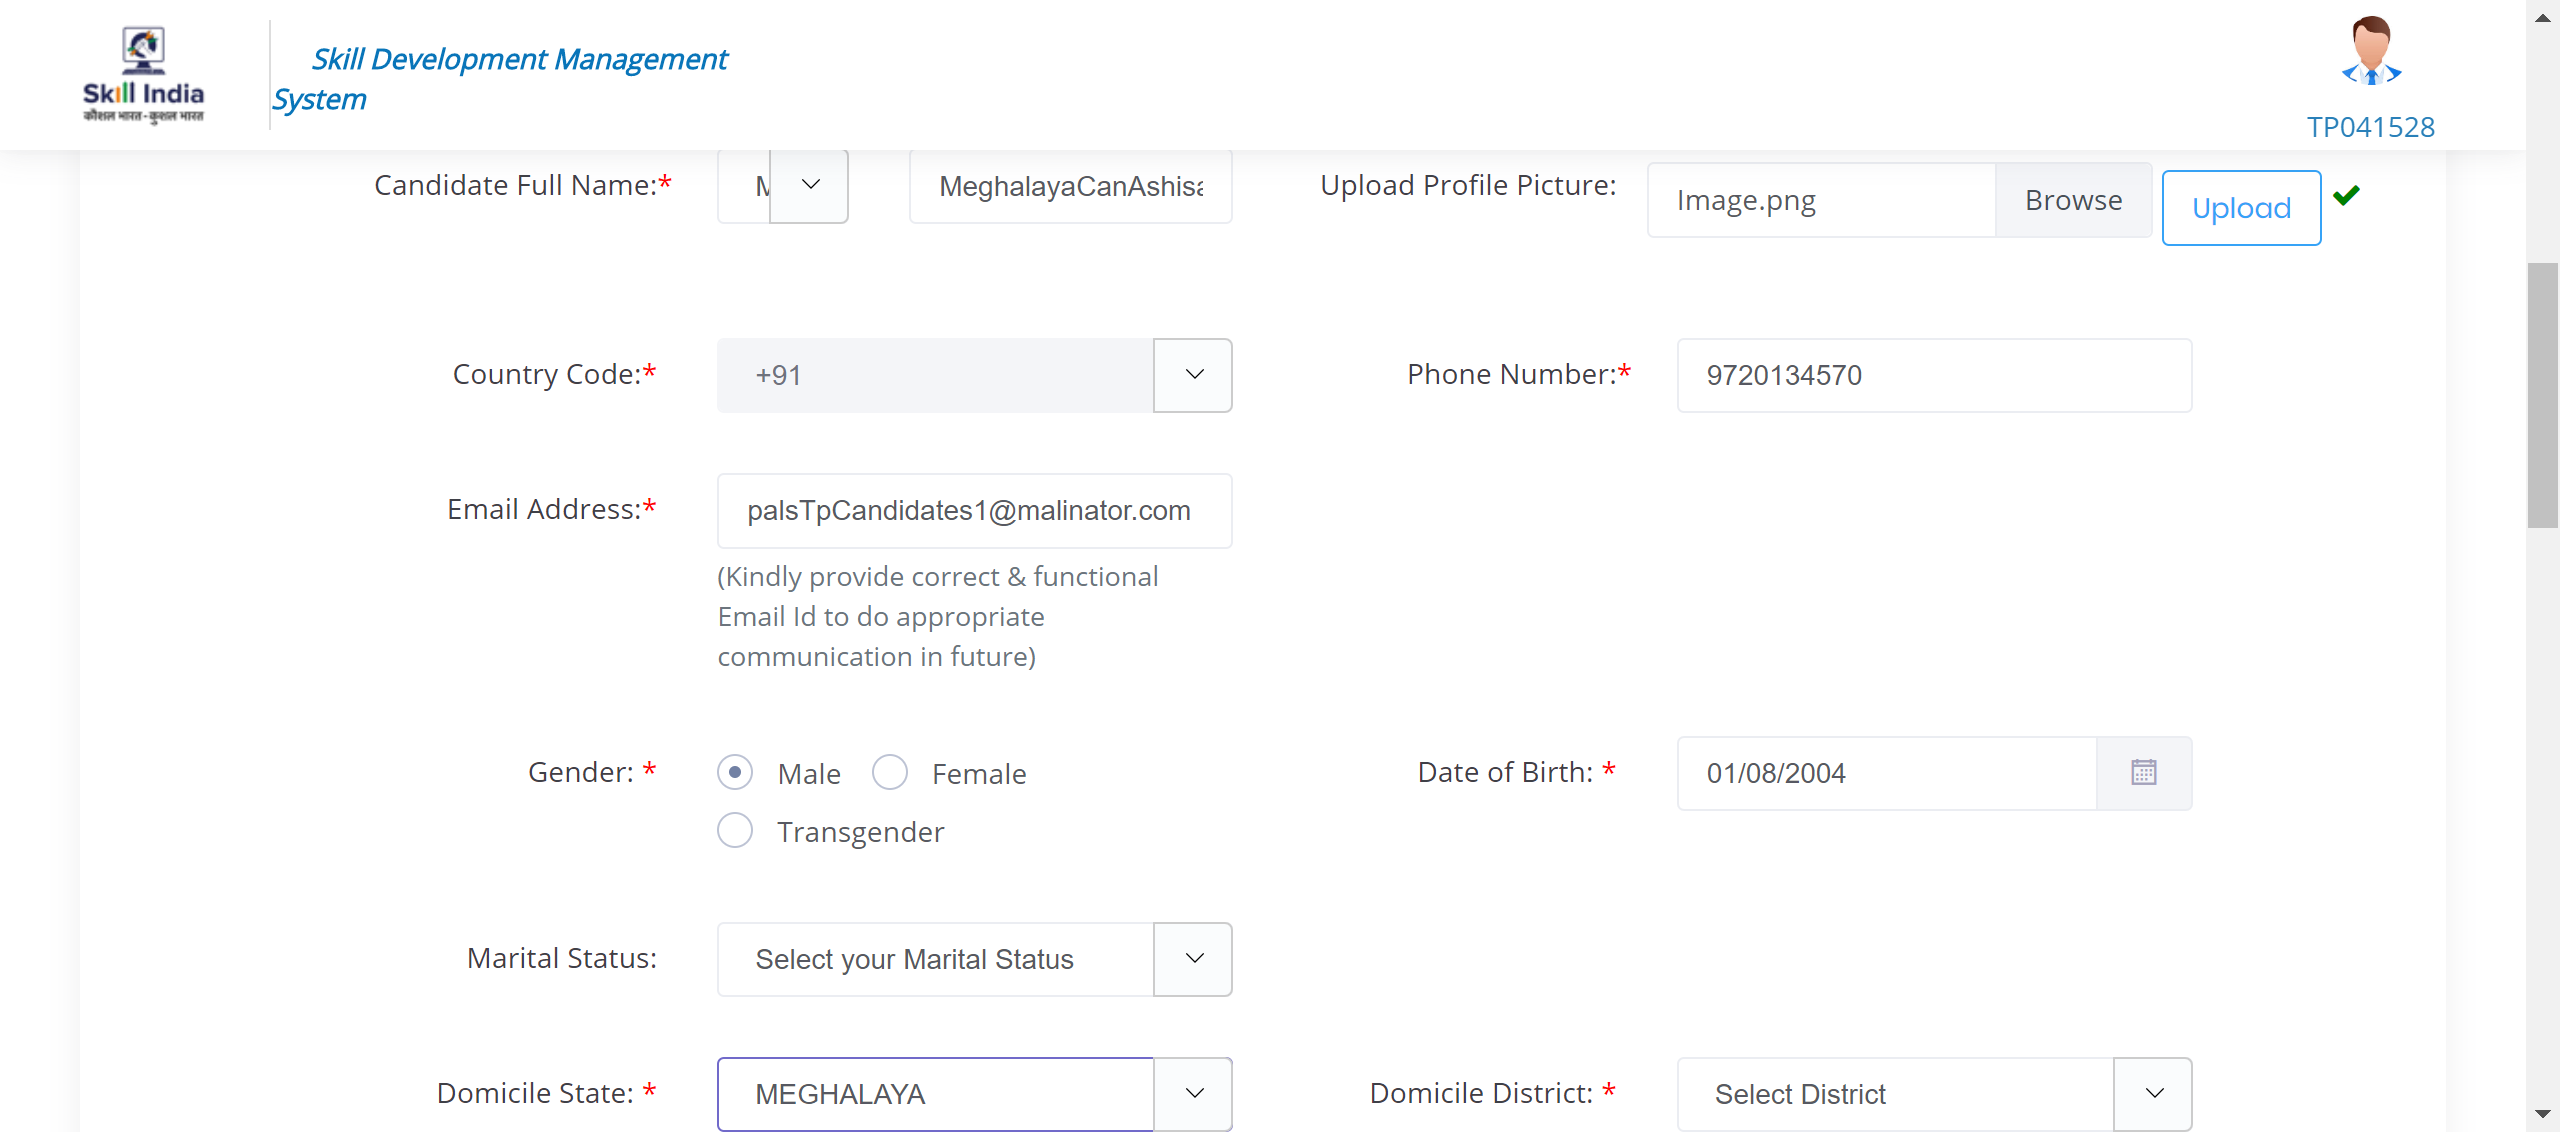 Skill India
कौशल भारत - कुशल भारत
Skill Development Management
System
TP041528
Candidate Full Name:*
MeghalayaCanAshisa
Upload Profile Picture:
Image.png
Browse
Upload
Country Code:*
+91
Phone Number:*
9720134570
Email Address:*
palsTpCandidates1@malinator.com
(Kindly provide correct & functional
Email Id to do appropriate
communication in future)
Gender: *
Male
Female
Transgender
Date of Birth: *
01/08/2004
Marital Status:
Select your Marital Status
Domicile State: *
MEGHALAYA
Domicile District: *
Select District